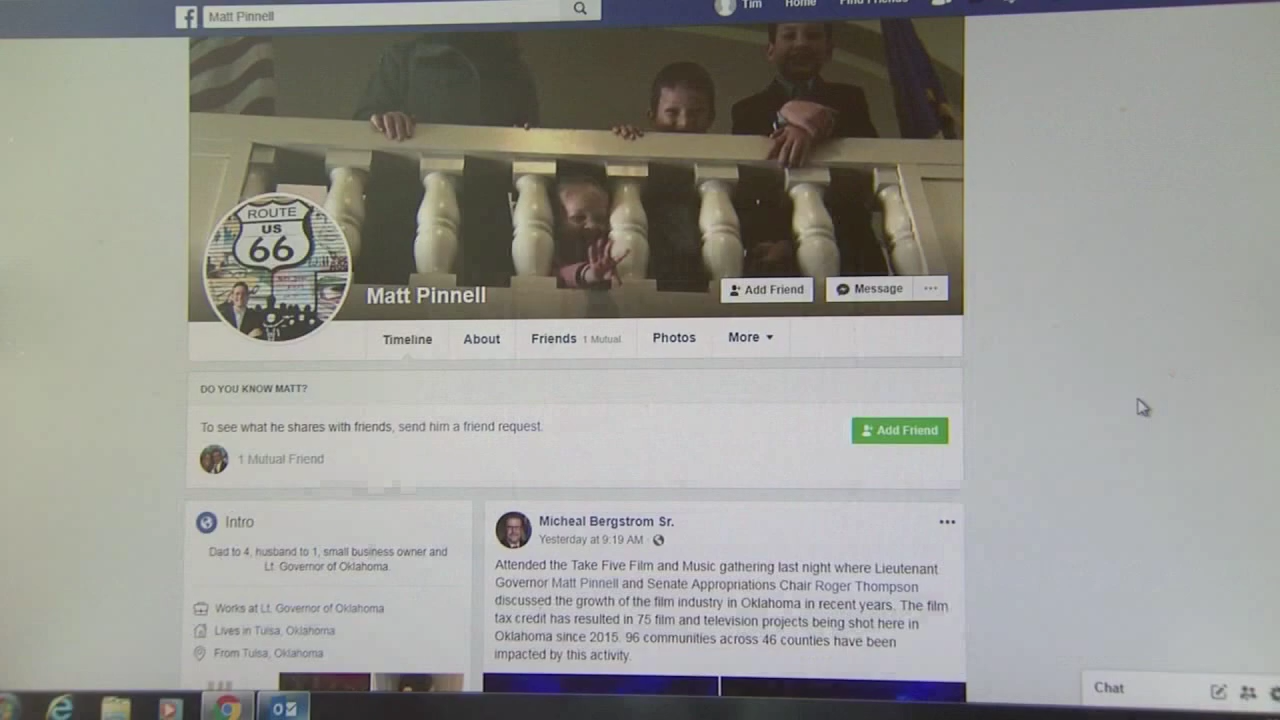 f Matt Pinnell
Tim Home Find Friends
ROUTE
US
66
Matt Pinnell
Add Friend Message ...
Timeline About Friends 1 Mutual Photos More
DO YOU KNOW MATT?
To see what he shares with friends, send him a friend request.
Add Friend
1 Mutual Friend
Intro
Dad to 4, husband to 1, small business owner and
Lt. Governor of Oklahoma.
Works at Lt. Governor of Oklahoma
Lives in Tulsa, Oklahoma
From Tulsa, Oklahoma
Micheal Bergstrom Sr.
Yesterday at 9:19 AM ·
Attended the Take Five Film and Music gathering last night where Lieutenant
Governor Matt Pinnell and Senate Appropriations Chair Roger Thompson
discussed the growth of the film industry in Oklahoma in recent years. The film
tax credit has resulted in 75 film and television projects being shot here in
Oklahoma since 2015. 96 communities across 46 counties have been
impacted by this activity.
Chat